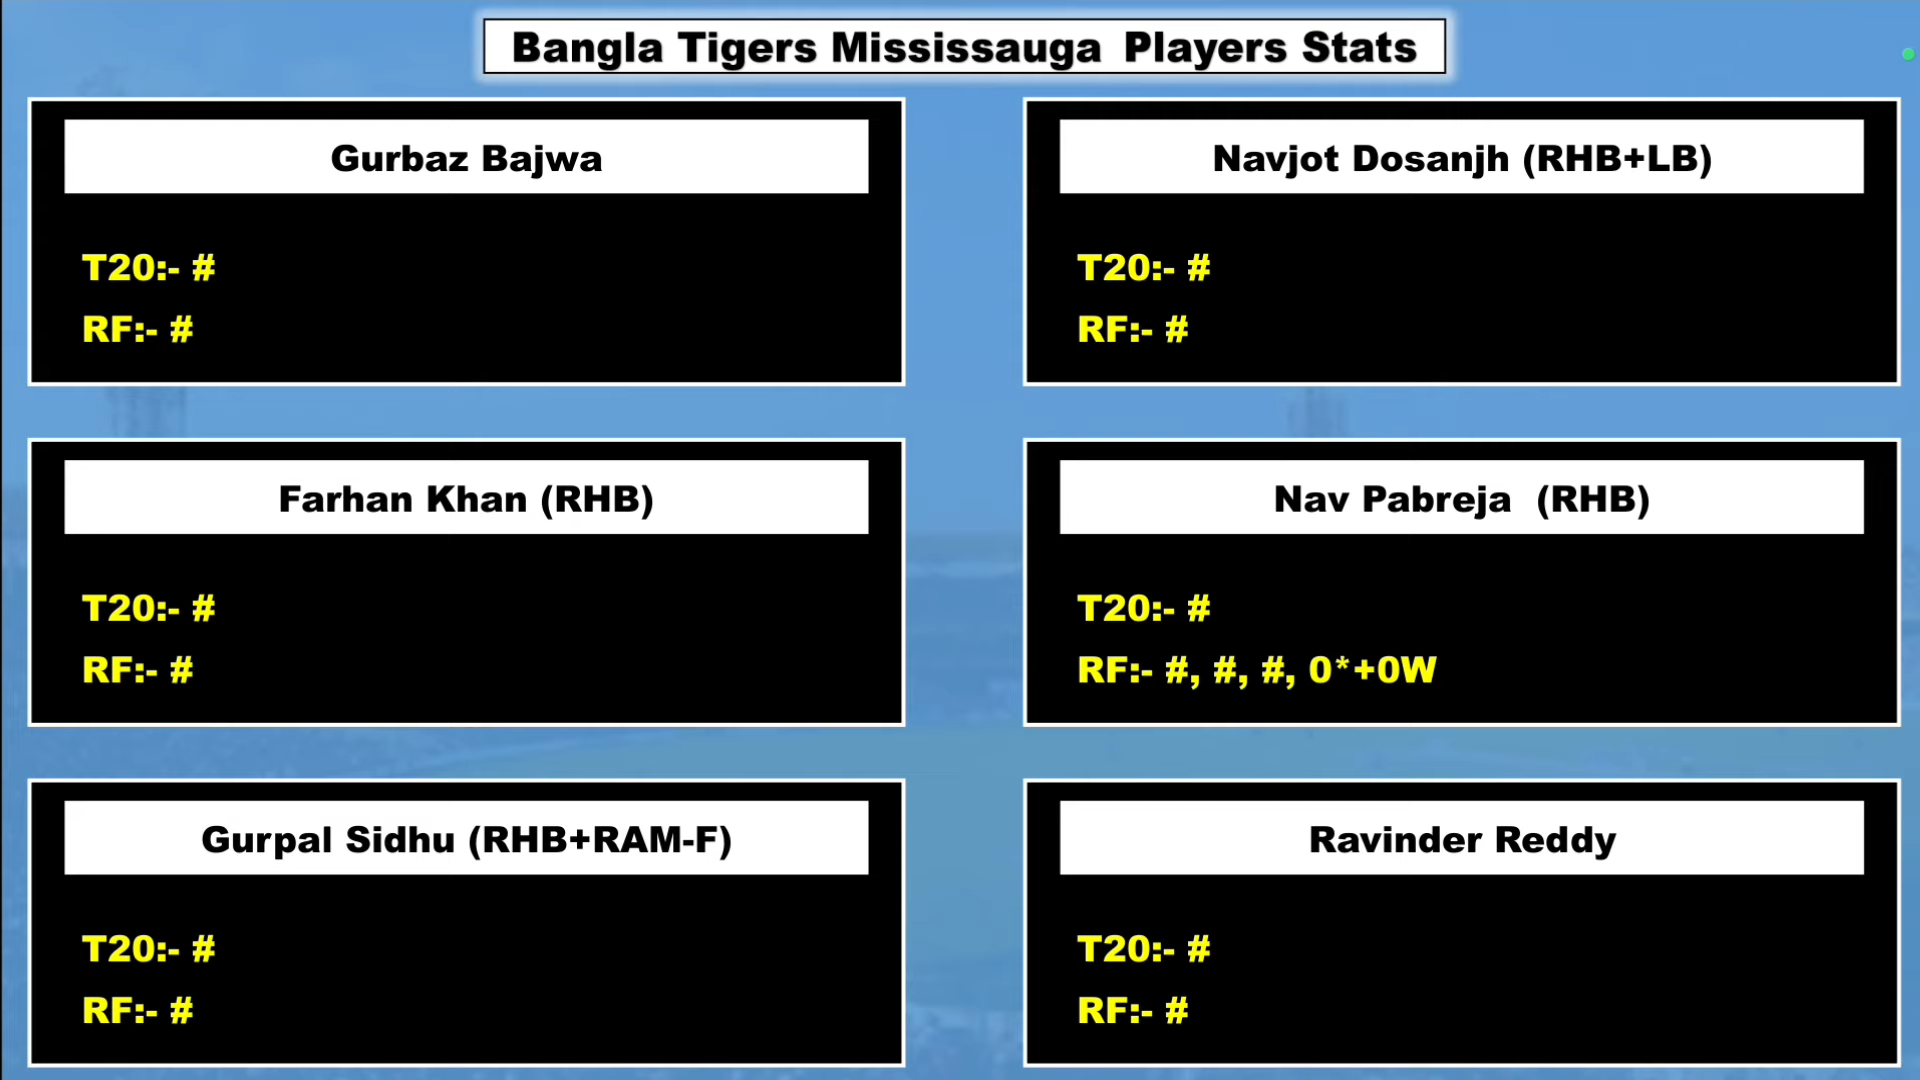 Bangla Tigers Mississauga Players Stats
Gurbaz Bajwa
T20:- #
RF:- #
Navjot Dosanjh (RHB+LB)
T20:- #
RF:- #
Farhan Khan (RHB)
T20:- #
RF:- #
Nav Pabreja (RHB)
T20:- #
RF:- #, #, #, 0*+0W
Gurpal Sidhu (RHB+RAM-F)
T20:- #
RF:- #
Ravinder Reddy
T20:- #
RF:- #